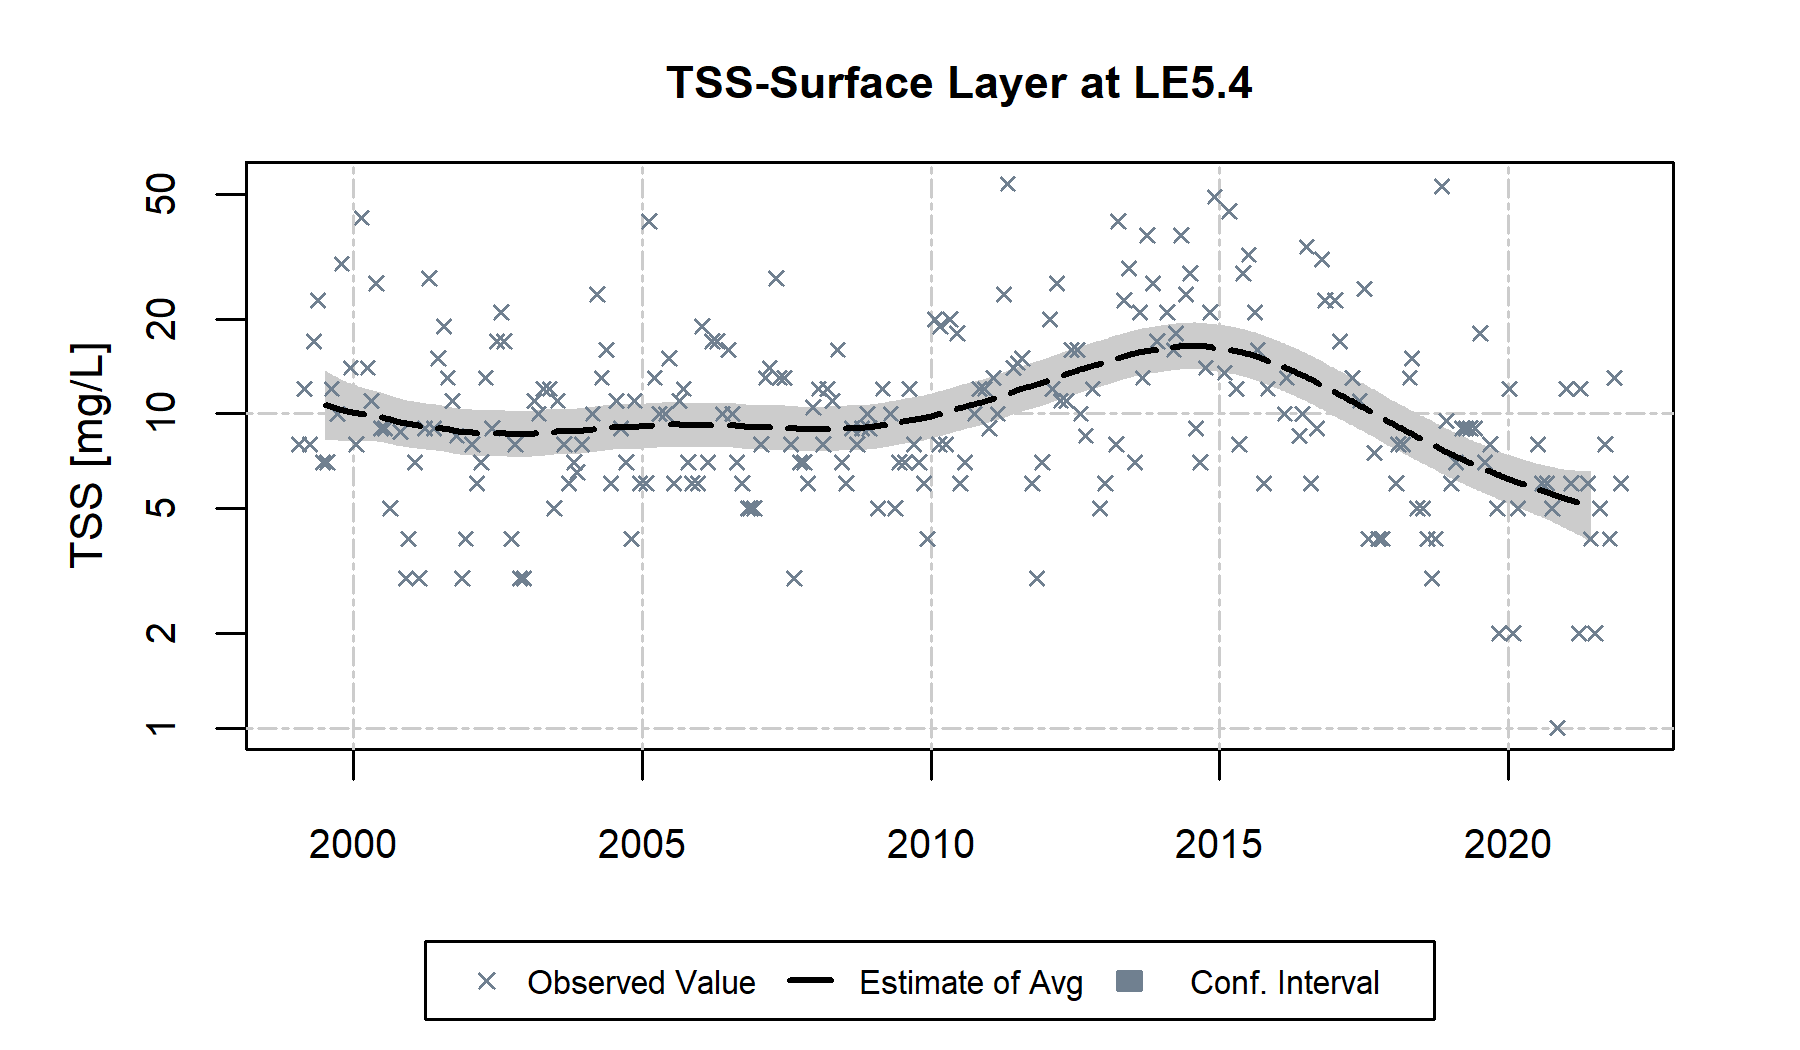 TSS-Surface Layer at LE5.4
TSS [mg/L]
50
20
10
5
2
1
2000 2005 2010 2015 2020
Observed Value Estimate of Avg Conf. Interval